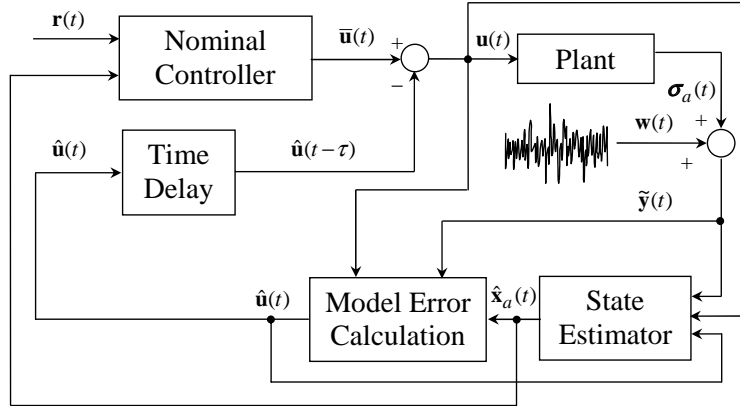 r(t)
Nominal
Controller
u̅(t)
+
−
u(t)
Plant
σₐ(t)
w(t)
+
+
û(t)
Time
Delay
û(t−τ)
ỹ(t)
û(t)
Model Error
Calculation
x̂ₐ(t)
State
Estimator